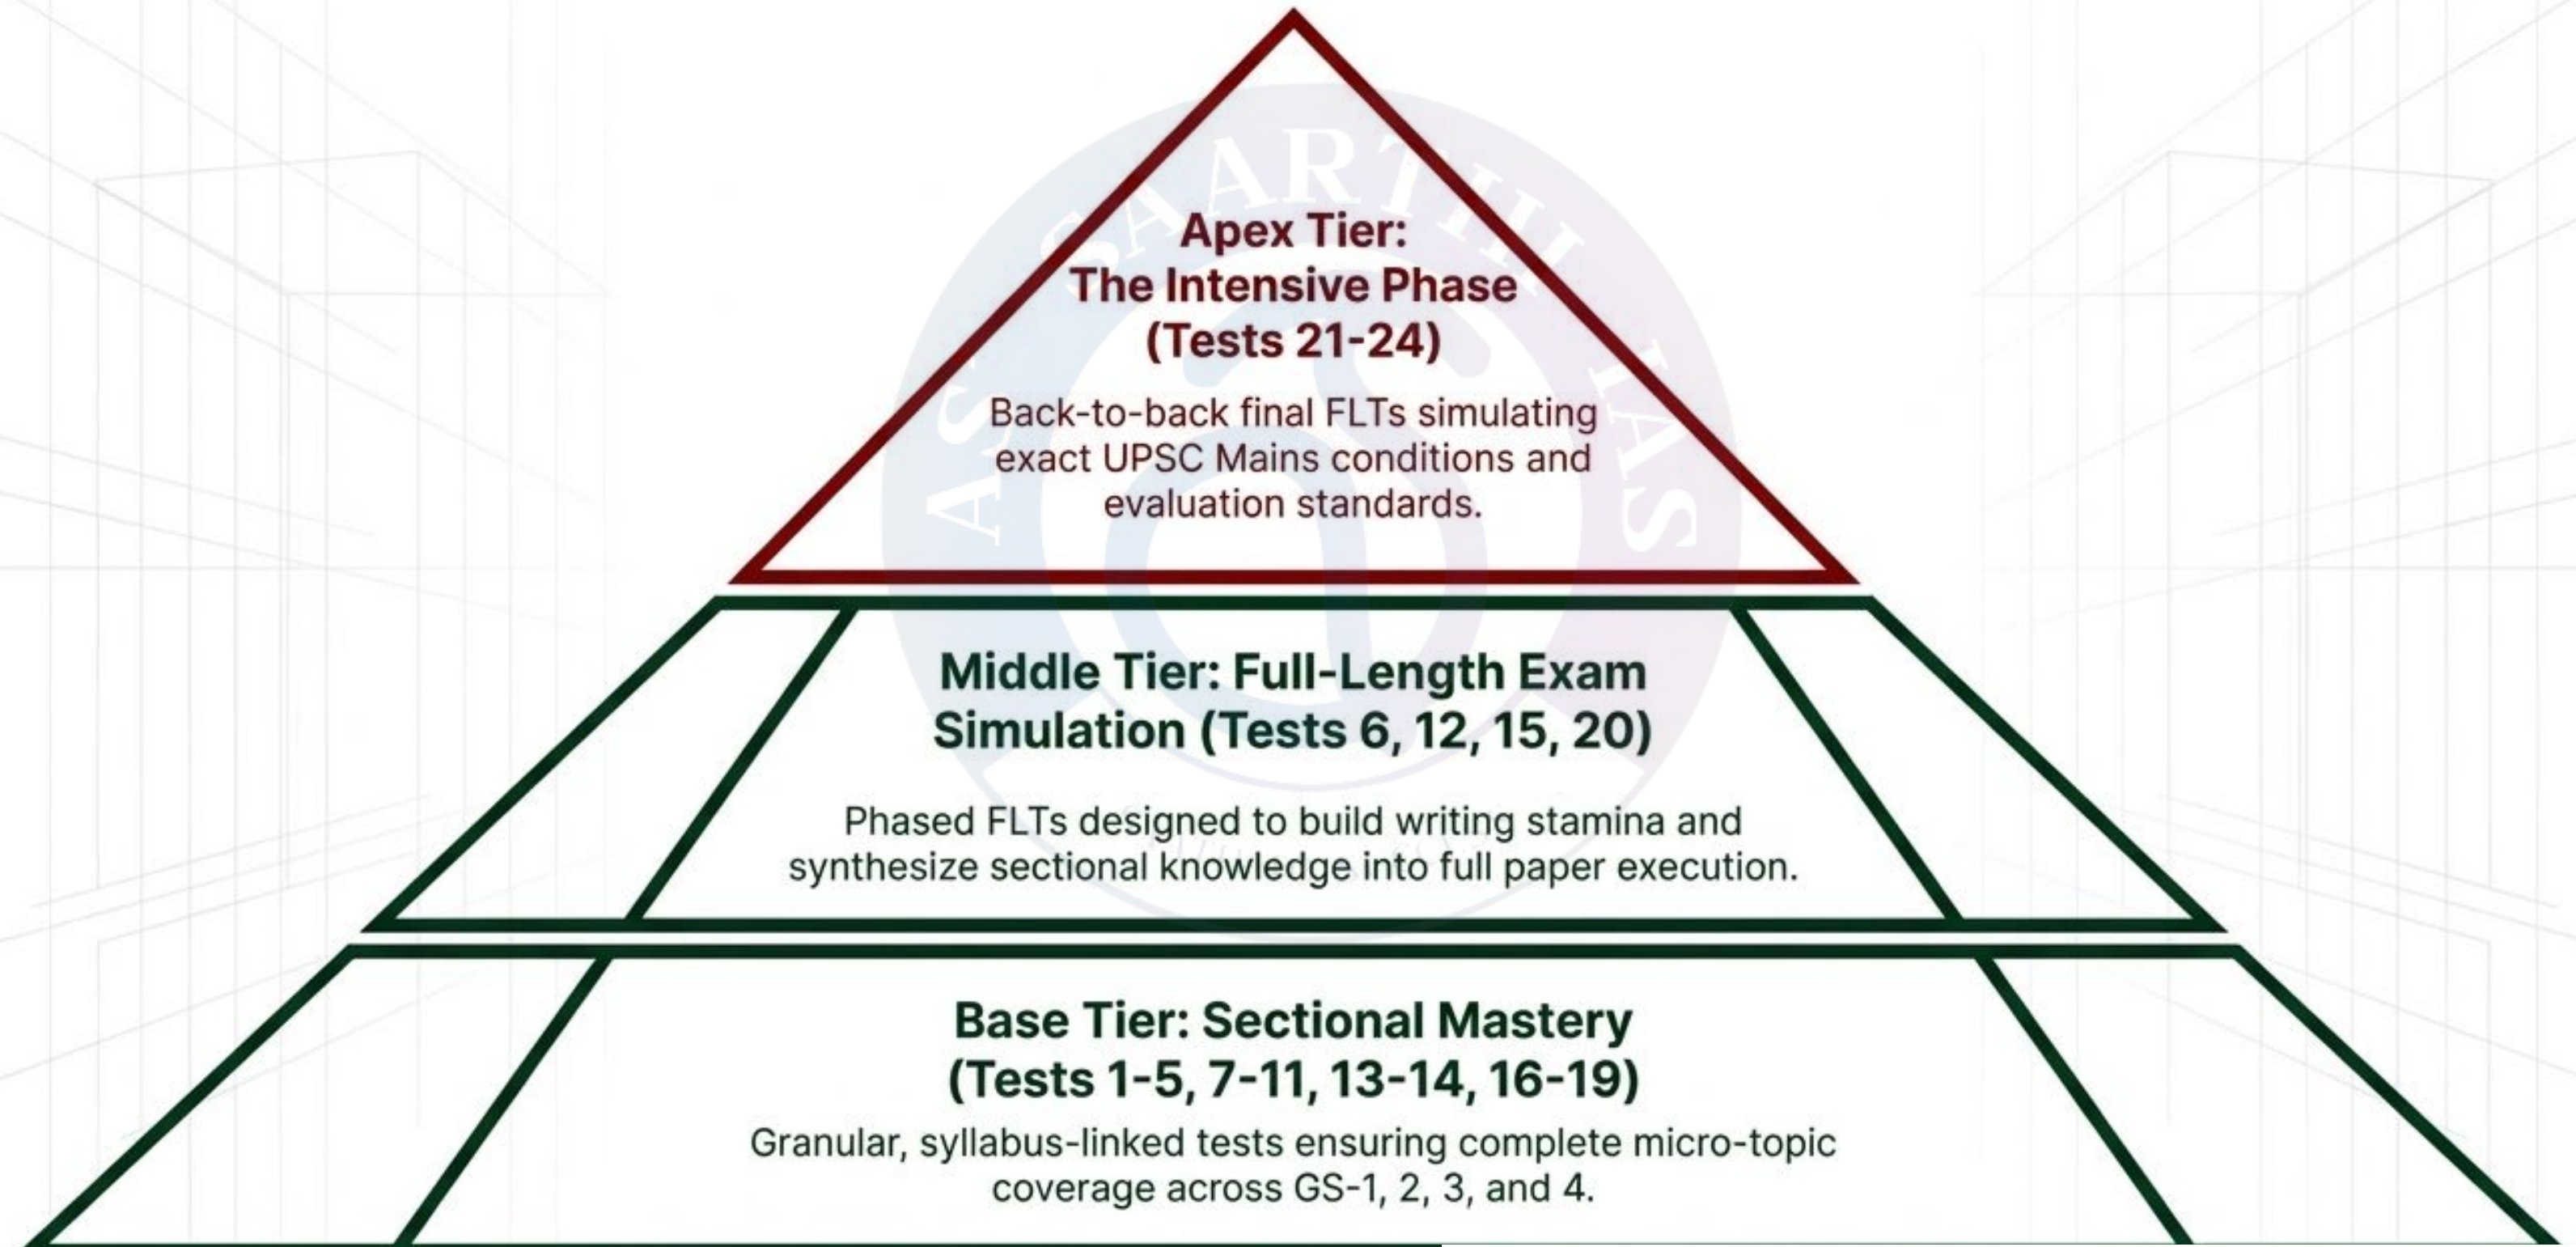 Apex Tier:
The Intensive Phase
(Tests 21-24)
Back-to-back final FLTs simulating
exact UPSC Mains conditions and
evaluation standards.
Middle Tier: Full-Length Exam
Simulation (Tests 6, 12, 15, 20)
Phased FLTs designed to build writing stamina and
synthesize sectional knowledge into full paper execution.
Base Tier: Sectional Mastery
(Tests 1-5, 7-11, 13-14, 16-19)
Granular, syllabus-linked tests ensuring complete micro-topic
coverage across GS-1, 2, 3, and 4.
SAARTHI IAS